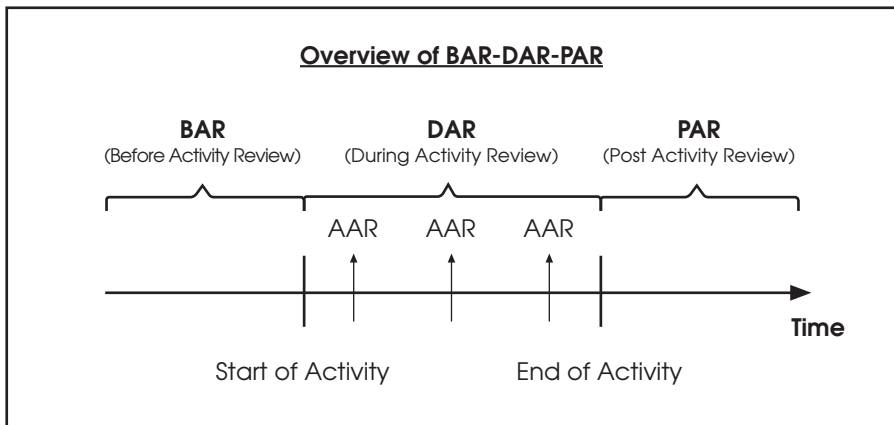 Overview of BAR-DAR-PAR
BAR DAR PAR
(Before Activity Review) (During Activity Review) (Post Activity Review)
AAR AAR AAR
Time
Start of Activity End of Activity